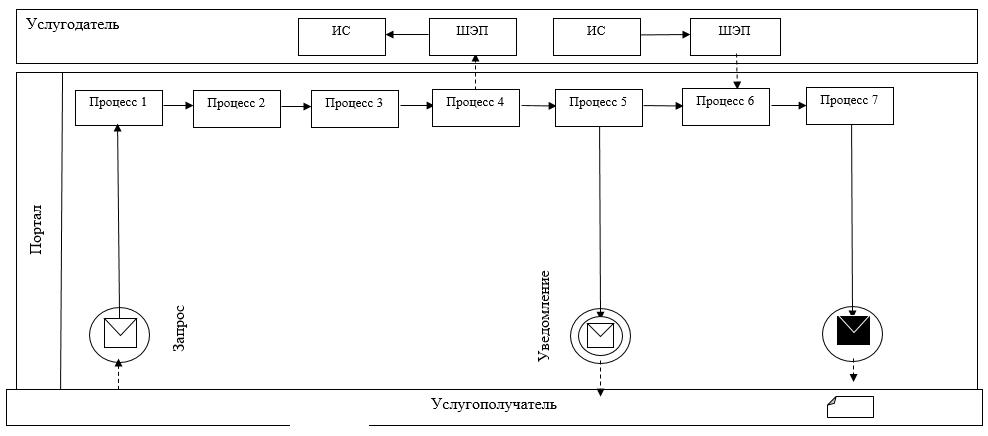 Услугодатель
ИС
ШЭП
ИС
ШЭП
Процесс 1
Процесс 2
Процесс 3
Процесс 4
Процесс 5
Процесс 6
Процесс 7
Портал
Запрос
Уведомление
Услугополучатель